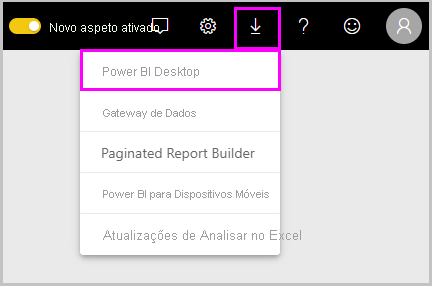 Novo aspeto ativado
Power BI Desktop
Gateway de Dados
Paginated Report Builder
Power BI para Dispositivos Móveis
Atualizações de Analisar no Excel